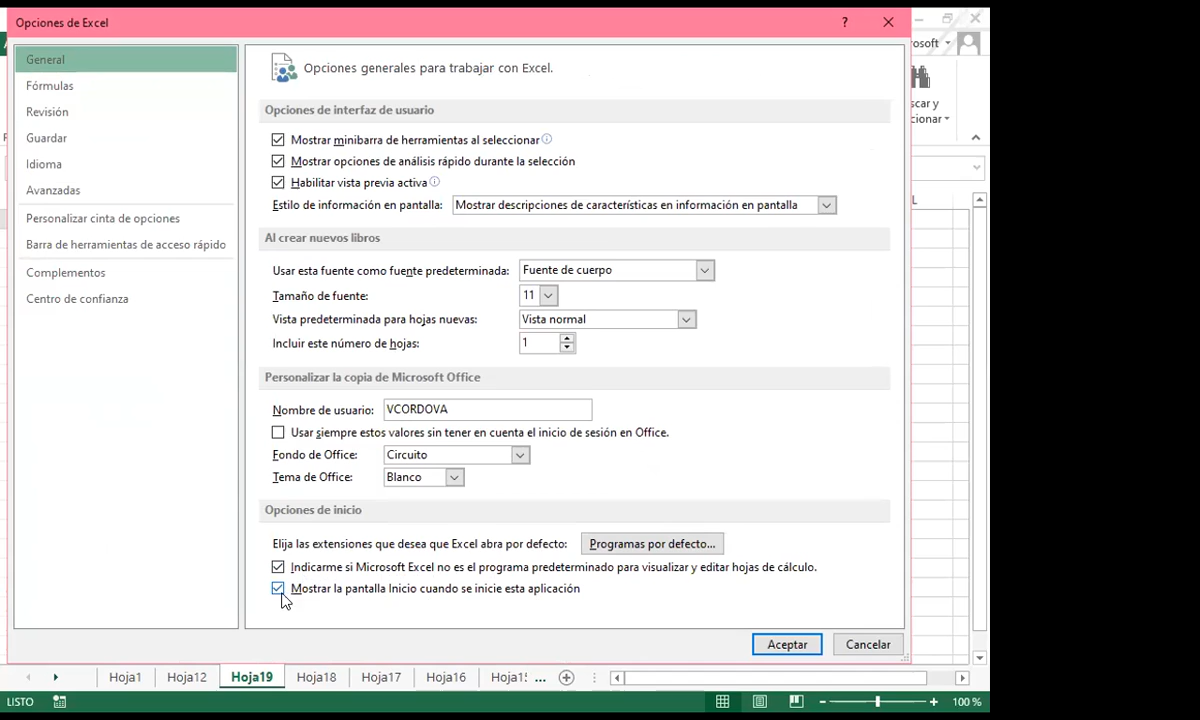 Opciones de Excel
?
General
Fórmulas
Revisión
Guardar
Idioma
Avanzadas
Personalizar cinta de opciones
Barra de herramientas de acceso rápido
Complementos
Centro de confianza
Opciones generales para trabajar con Excel.
Opciones de interfaz de usuario
Mostrar minibarra de herramientas al seleccionar
Mostrar opciones de análisis rápido durante la selección
Habilitar vista previa activa
Estilo de información en pantalla: Mostrar descripciones de características en información en pantalla
Al crear nuevos libros
Usar esta fuente como fuente predeterminada: Fuente de cuerpo
Tamaño de fuente: 11
Vista predeterminada para hojas nuevas: Vista normal
Incluir este número de hojas: 1
Personalizar la copia de Microsoft Office
Nombre de usuario: VCORDOVA
Usar siempre estos valores sin tener en cuenta el inicio de sesión en Office.
Fondo de Office: Circuito
Tema de Office: Blanco
Opciones de inicio
Elija las extensiones que desea que Excel abra por defecto: Programas por defecto...
Indicarme si Microsoft Excel no es el programa predeterminado para visualizar y editar hojas de cálculo.
Mostrar la pantalla Inicio cuando se inicie esta aplicación
Aceptar Cancelar
rosoft
scar y
cionar
L
Hoja1 Hoja12 Hoja19 Hoja18 Hoja17 Hoja16 Hoja15 ...
LISTO 100 %